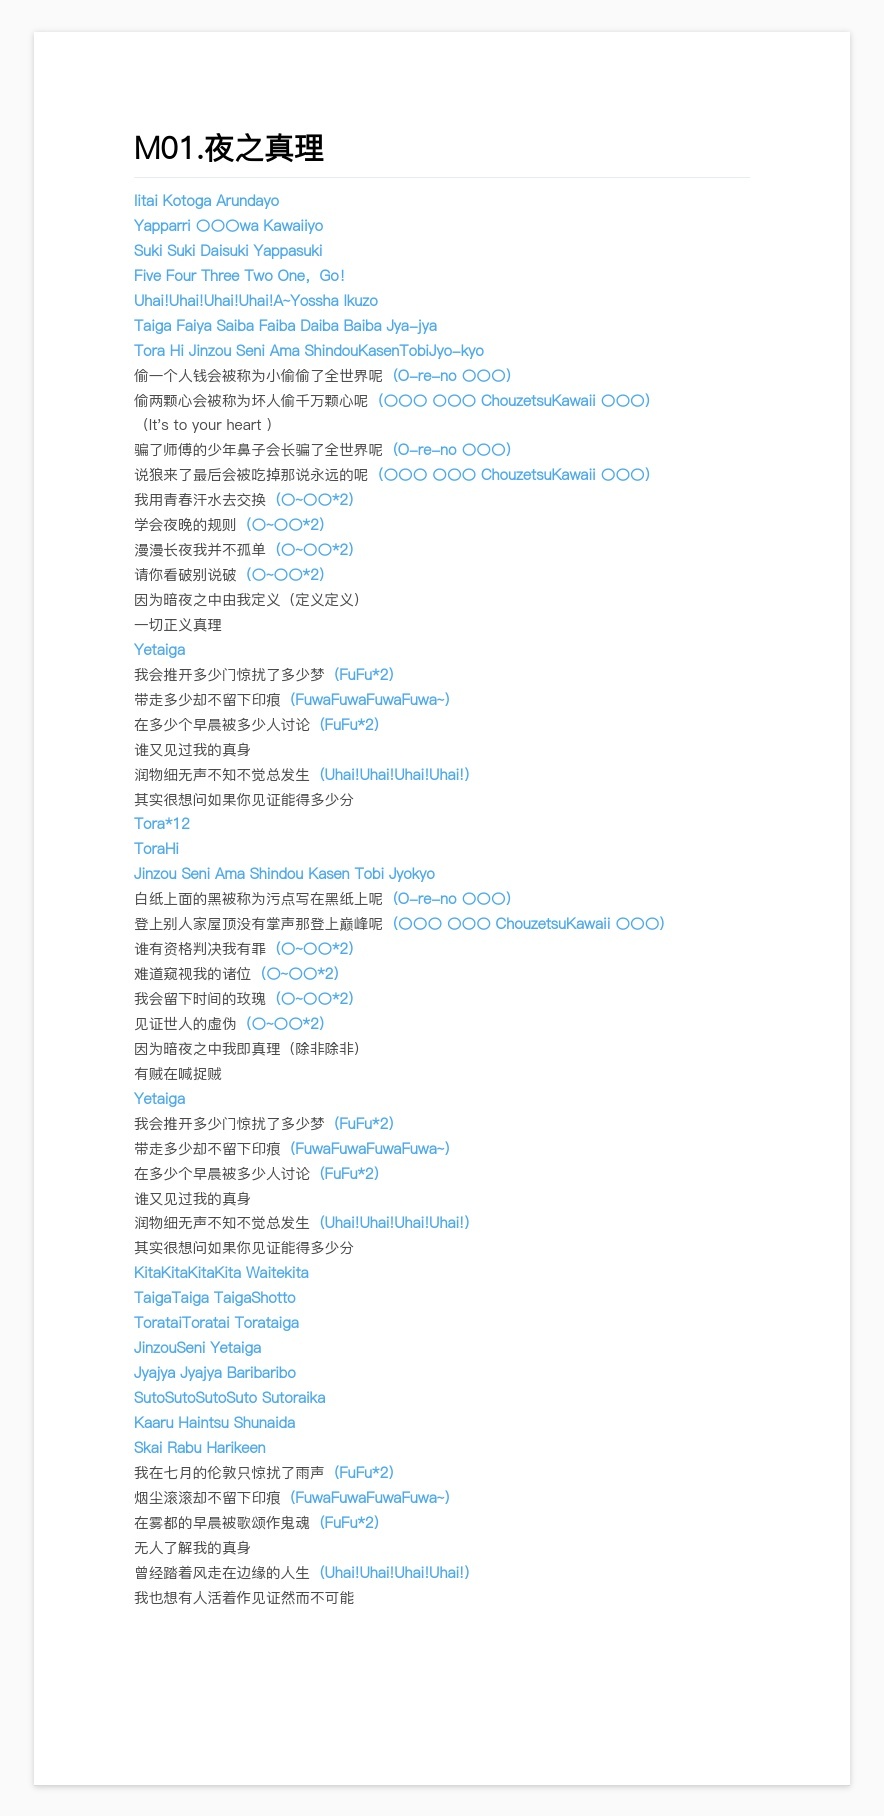 M01.夜之真理
Iitai Kotoga Arundayo
Yapparri 〇〇〇wa Kawaiiyo
Suki Suki Daisuki Yappasuki
Five Four Three Two One，Go！
Uhai!Uhai!Uhai!Uhai!A~Yossha Ikuzo
Taiga Faiya Saiba Faiba Daiba Baiba Jya-jya
Tora Hi Jinzou Seni Ama ShindouKasenTobiJyo-kyo
偷一个人钱会被称为小偷偷了全世界呢（O-re-no 〇〇〇）
偷两颗心会被称为坏人偷千万颗心呢（〇〇〇 〇〇〇 ChouzetsuKawaii 〇〇〇）
（It's to your heart ）
骗了师傅的少年鼻子会长骗了全世界呢（O-re-no 〇〇〇）
说狼来了最后会被吃掉那说永远的呢（〇〇〇 〇〇〇 ChouzetsuKawaii 〇〇〇）
我用青春汗水去交换（〇~〇〇*2）
学会夜晚的规则（〇~〇〇*2）
漫漫长夜我并不孤单（〇~〇〇*2）
请你看破别说破（〇~〇〇*2）
因为暗夜之中由我定义（定义定义）
一切正义真理
Yetaiga
我会推开多少门惊扰了多少梦（FuFu*2）
带走多少却不留下印痕（FuwaFuwaFuwaFuwa~）
在多少个早晨被多少人讨论（FuFu*2）
谁又见过我的真身
润物细无声不知不觉总发生（Uhai!Uhai!Uhai!Uhai!）
其实很想问如果你见证能得多少分
Tora*12
ToraHi
Jinzou Seni Ama Shindou Kasen Tobi Jyokyo
白纸上面的黑被称为污点写在黑纸上呢（O-re-no 〇〇〇）
登上别人家屋顶没有掌声那登上巅峰呢（〇〇〇 〇〇〇 ChouzetsuKawaii 〇〇〇）
谁有资格判决我有罪（〇~〇〇*2）
难道窥视我的诸位（〇~〇〇*2）
我会留下时间的玫瑰（〇~〇〇*2）
见证世人的虚伪（〇~〇〇*2）
因为暗夜之中我即真理（除非除非）
有贼在喊捉贼
Yetaiga
我会推开多少门惊扰了多少梦（FuFu*2）
带走多少却不留下印痕（FuwaFuwaFuwaFuwa~）
在多少个早晨被多少人讨论（FuFu*2）
谁又见过我的真身
润物细无声不知不觉总发生（Uhai!Uhai!Uhai!Uhai!）
其实很想问如果你见证能得多少分
KitaKitaKitaKita Waitekita
TaigaTaiga TaigaShotto
TorataiToratai Torataiga
JinzouSeni Yetaiga
Jyajya Jyajya Baribaribo
SutoSutoSutoSuto Sutoraika
Kaaru Haintsu Shunaida
Skai Rabu Harikeen
我在七月的伦敦只惊扰了雨声（FuFu*2）
烟尘滚滚却不留下印痕（FuwaFuwaFuwaFuwa~）
在雾都的早晨被歌颂作鬼魂（FuFu*2）
无人了解我的真身
曾经踏着风走在边缘的人生（Uhai!Uhai!Uhai!Uhai!）
我也想有人活着作见证然而不可能